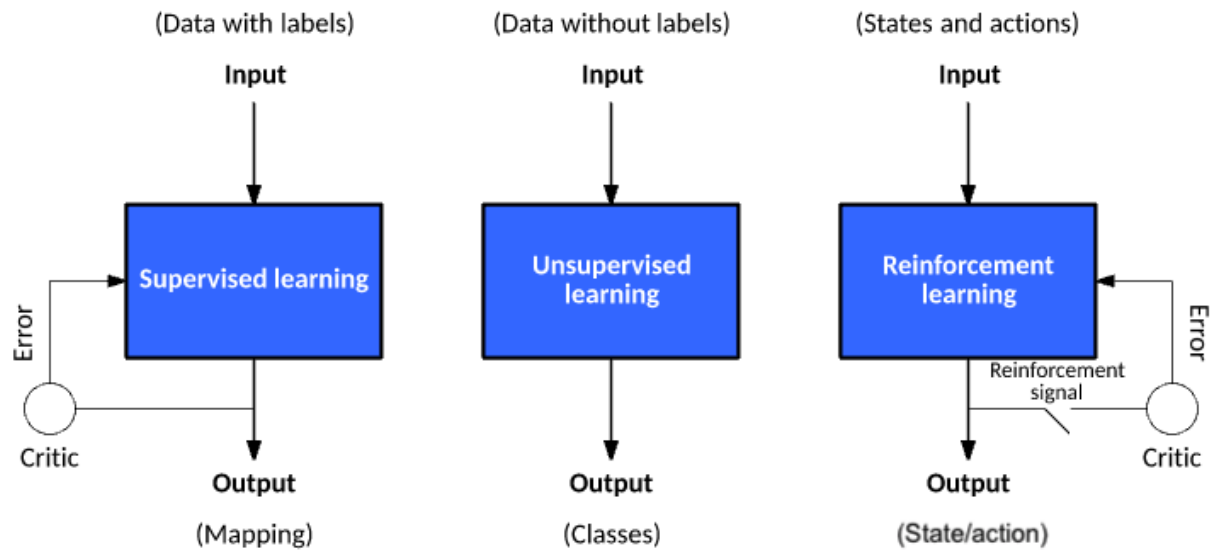 (Data with labels)
Input
Supervised learning
Error
Critic
Output
(Mapping)
(Data without labels)
Input
Unsupervised
learning
Output
(Classes)
(States and actions)
Input
Reinforcement
learning
Error
Reinforcement
signal
Critic
Output
(State/action)